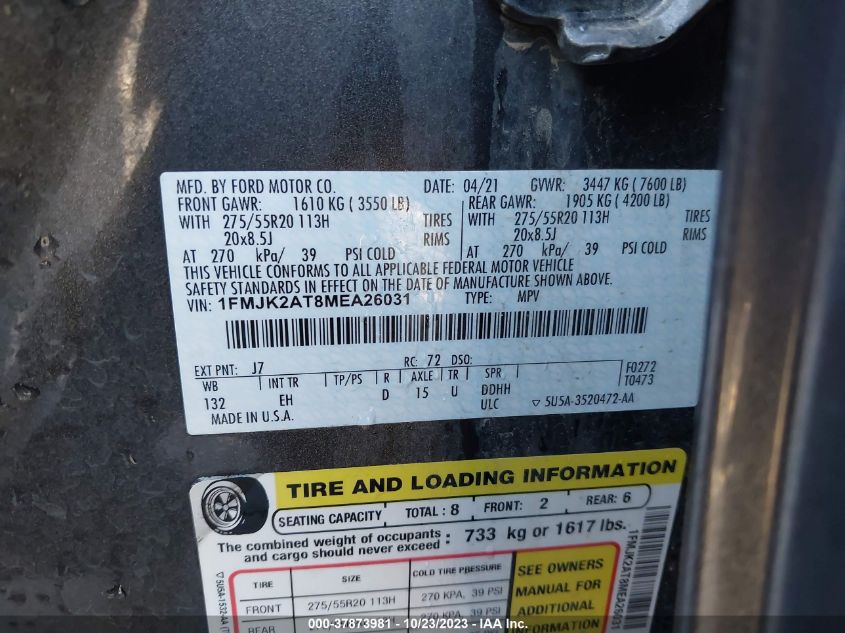 MFD. BY FORD MOTOR CO. DATE: 04/21 GVWR: 3447 KG ( 7600 LB)
FRONT GAWR: 1610 KG ( 3550 LB) REAR GAWR: 1905 KG ( 4200 LB)
WITH 275/55R20 113H TIRES WITH 275/55R20 113H TIRES
20x8.5J RIMS 20x8.5J RIMS
AT 270 kPa/ 39 PSI COLD AT 270 kPa/ 39 PSI COLD
THIS VEHICLE CONFORMS TO ALL APPLICABLE FEDERAL MOTOR VEHICLE
SAFETY STANDARDS IN EFFECT ON THE DATE OF MANUFACTURE SHOWN ABOVE.
VIN: 1FMJK2AT8MEA26031 TYPE: MPV
EXT PNT: J7 RC: 72 DSO: F0272
WB INT TR TP/PS R AXLE TR SPR T0473
132 EH D 15 U DDHH
ULC ▽ 5U5A-3520472-AA
MADE IN U.S.A.
TIRE AND LOADING INFORMATION
SEATING CAPACITY TOTAL : 8 FRONT: 2 REAR: 6
The combined weight of occupants and cargo should never exceed : 733 kg or 1617 lbs.
TIRE SIZE COLD TIRE PRESSURE
FRONT 275/55R20 113H 270 KPA, 39 PSI
REAR
SEE OWNERS
MANUAL FOR
ADDITIONAL
INFORMATION
1FMJK2AT8MEA26031
▽ 5U5A-1532-AA
000-37873981 - 10/23/2023 - IAA Inc.